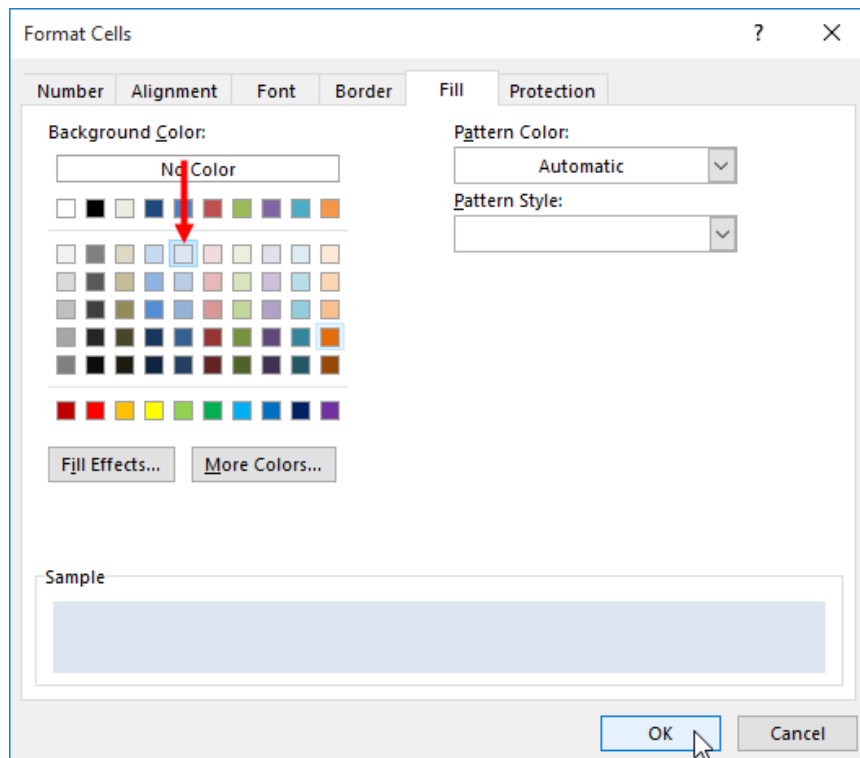 Format Cells ?
Number Alignment Font Border Fill Protection
Background Color: Pattern Color:
No Color Automatic
Pattern Style:
Fill Effects... More Colors...
Sample
OK Cancel